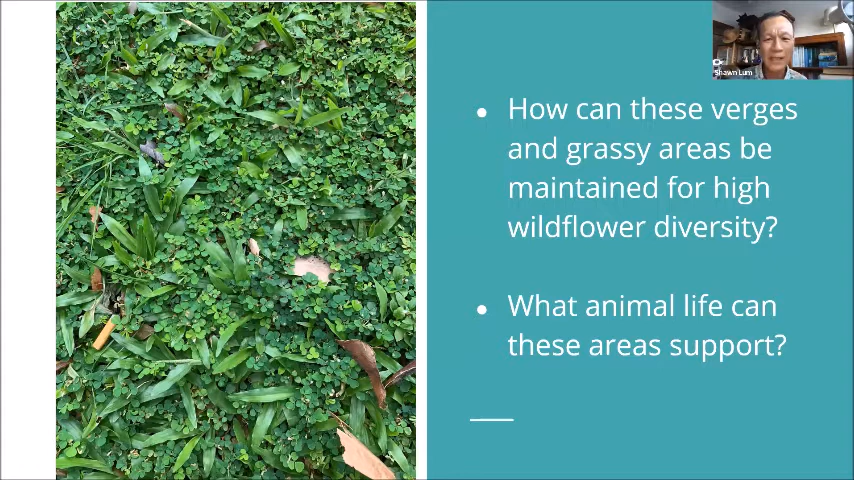 Shawn Lum
• How can these verges
and grassy areas be
maintained for high
wildflower diversity?
• What animal life can
these areas support?